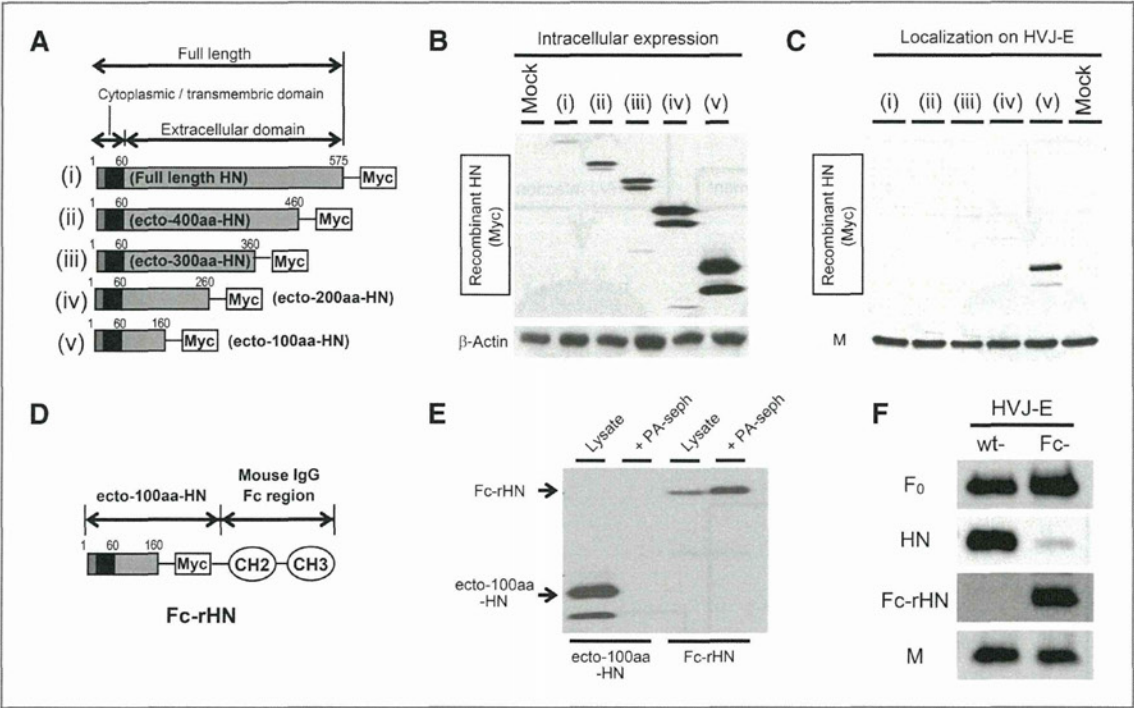 A
Full length
Cytoplasmic / transmembric domain
Extracellular domain
1 60 575
(i) (Full length HN) Myc
1 60 460
(ii) (ecto-400aa-HN) Myc
1 60 360
(iii) (ecto-300aa-HN) Myc
1 60 260
(iv) Myc (ecto-200aa-HN)
1 60 160
(v) Myc (ecto-100aa-HN)
B
Intracellular expression
Mock (i) (ii) (iii) (iv) (v)
Recombinant HN
(Myc)
β-Actin
C
Localization on HVJ-E
(i) (ii) (iii) (iv) (v) Mock
Recombinant HN
(Myc)
M
D
ecto-100aa-HN
Mouse IgG
Fc region
1 60 160
Myc CH2 CH3
Fc-rHN
E
Lysate + PA-seph Lysate + PA-seph
Fc-rHN
ecto-100aa
-HN
ecto-100aa
-HN
Fc-rHN
F
HVJ-E
wt- Fc-
F₀
HN
Fc-rHN
M